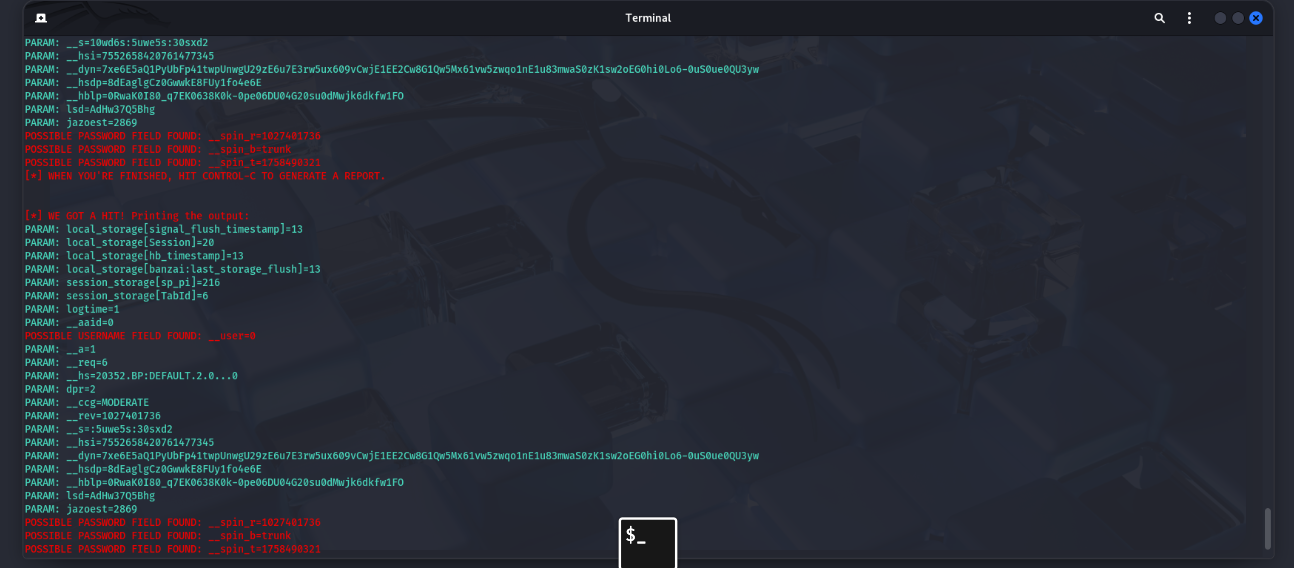 Terminal
PARAM: __s=10wd6s:5uwe5s:30sxd2
PARAM: __hsi=7552658420761477345
PARAM: __dyn=7xe6E5aQ1PyUbFp41twpUnwgU29zE6u7E3rw5ux609vCwjE1EE2Cw8G1Qw5Mx61vw5zwqo1nE1u83mwaS0zK1sw2oEG0hi0Lo6-0uS0ue0QU3yw
PARAM: __hsdp=8dEaglgCz0GwwkE8FUy1fo4e6E
PARAM: __hblp=0RwaK0I80_q7EK0638K0k-0pe06DU04G20su0dMwjk6dkfw1FO
PARAM: lsd=AdHw37Q5Bhg
PARAM: jazoest=2869
POSSIBLE PASSWORD FIELD FOUND: __spin_r=1027401736
POSSIBLE PASSWORD FIELD FOUND: __spin_b=trunk
POSSIBLE PASSWORD FIELD FOUND: __spin_t=1758490321
[*] WHEN YOU'RE FINISHED, HIT CONTROL-C TO GENERATE A REPORT.
[*] WE GOT A HIT! Printing the output:
PARAM: local_storage[signal_flush_timestamp]=13
PARAM: local_storage[Session]=20
PARAM: local_storage[hb_timestamp]=13
PARAM: local_storage[banzai:last_storage_flush]=13
PARAM: session_storage[sp_pi]=216
PARAM: session_storage[TabId]=6
PARAM: logtime=1
PARAM: __aaid=0
POSSIBLE USERNAME FIELD FOUND: __user=0
PARAM: __a=1
PARAM: __req=6
PARAM: __hs=20352.BP:DEFAULT.2.0...0
PARAM: dpr=2
PARAM: __ccg=MODERATE
PARAM: __rev=1027401736
PARAM: __s=:5uwe5s:30sxd2
PARAM: __hsi=7552658420761477345
PARAM: __dyn=7xe6E5aQ1PyUbFp41twpUnwgU29zE6u7E3rw5ux609vCwjE1EE2Cw8G1Qw5Mx61vw5zwqo1nE1u83mwaS0zK1sw2oEG0hi0Lo6-0uS0ue0QU3yw
PARAM: __hsdp=8dEaglgCz0GwwkE8FUy1fo4e6E
PARAM: __hblp=0RwaK0I80_q7EK0638K0k-0pe06DU04G20su0dMwjk6dkfw1FO
PARAM: lsd=AdHw37Q5Bhg
PARAM: jazoest=2869
POSSIBLE PASSWORD FIELD FOUND: __spin_r=1027401736
POSSIBLE PASSWORD FIELD FOUND: __spin_b=trunk
POSSIBLE PASSWORD FIELD FOUND: __spin_t=1758490321
$_